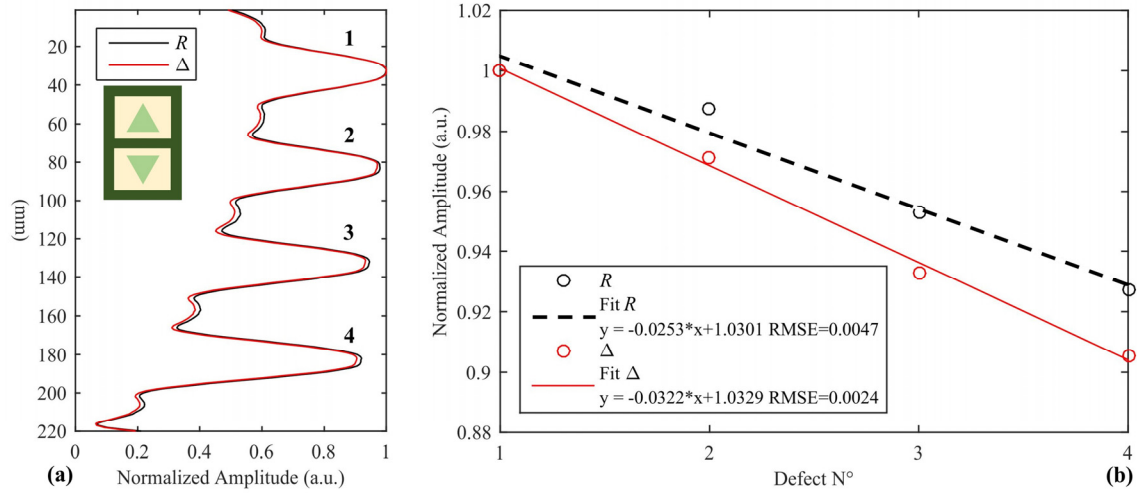 1
2
3
4
R
Δ
20
40
60
80
100
120
140
160
180
200
220
(mm)
0
0.2
0.4
0.6
0.8
1
Normalized Amplitude (a.u.)
(a)
1.02
1
0.98
0.96
0.94
0.92
0.9
0.88
Normalized Amplitude (a.u.)
R
Fit R
y = -0.0253*x+1.0301 RMSE=0.0047
Δ
Fit Δ
y = -0.0322*x+1.0329 RMSE=0.0024
1
2
3
4
Defect N°
(b)